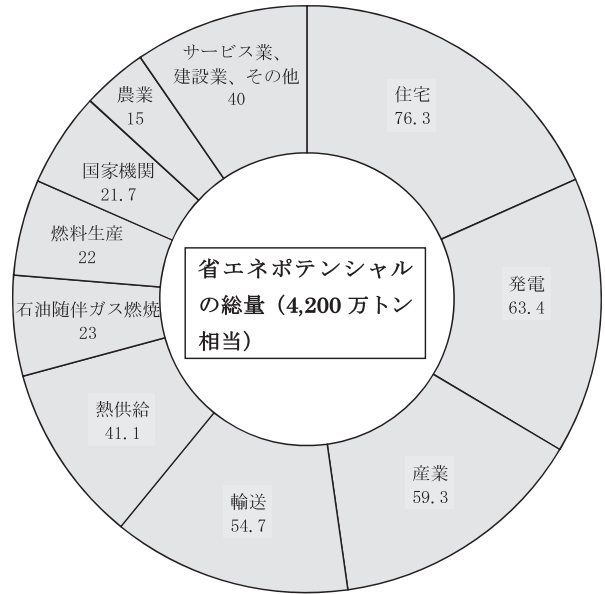 サービス業、
建設業、その他
40
住宅
76.3
発電
63.4
産業
59.3
輸送
54.7
熱供給
41.1
石油随伴ガス燃焼
23
燃料生産
22
国家機関
21.7
農業
15
省エネポテンシャル
の総量（4,200 万トン
相当）